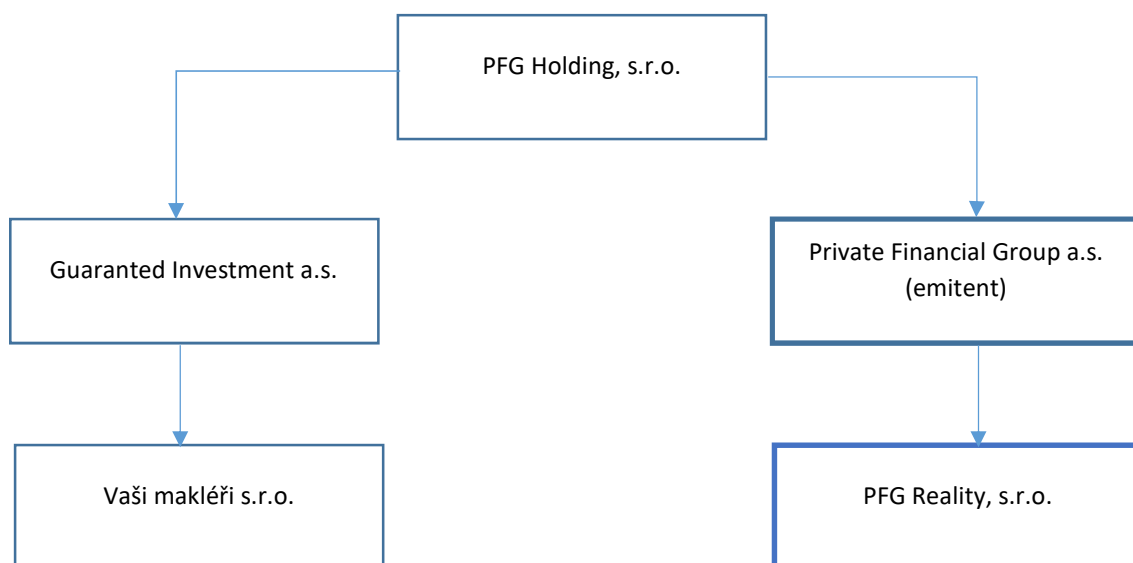 PFG Holding, s.r.o.
Guaranted Investment a.s.
Private Financial Group a.s.
(emitent)
Vaši makléři s.r.o.
PFG Reality, s.r.o.